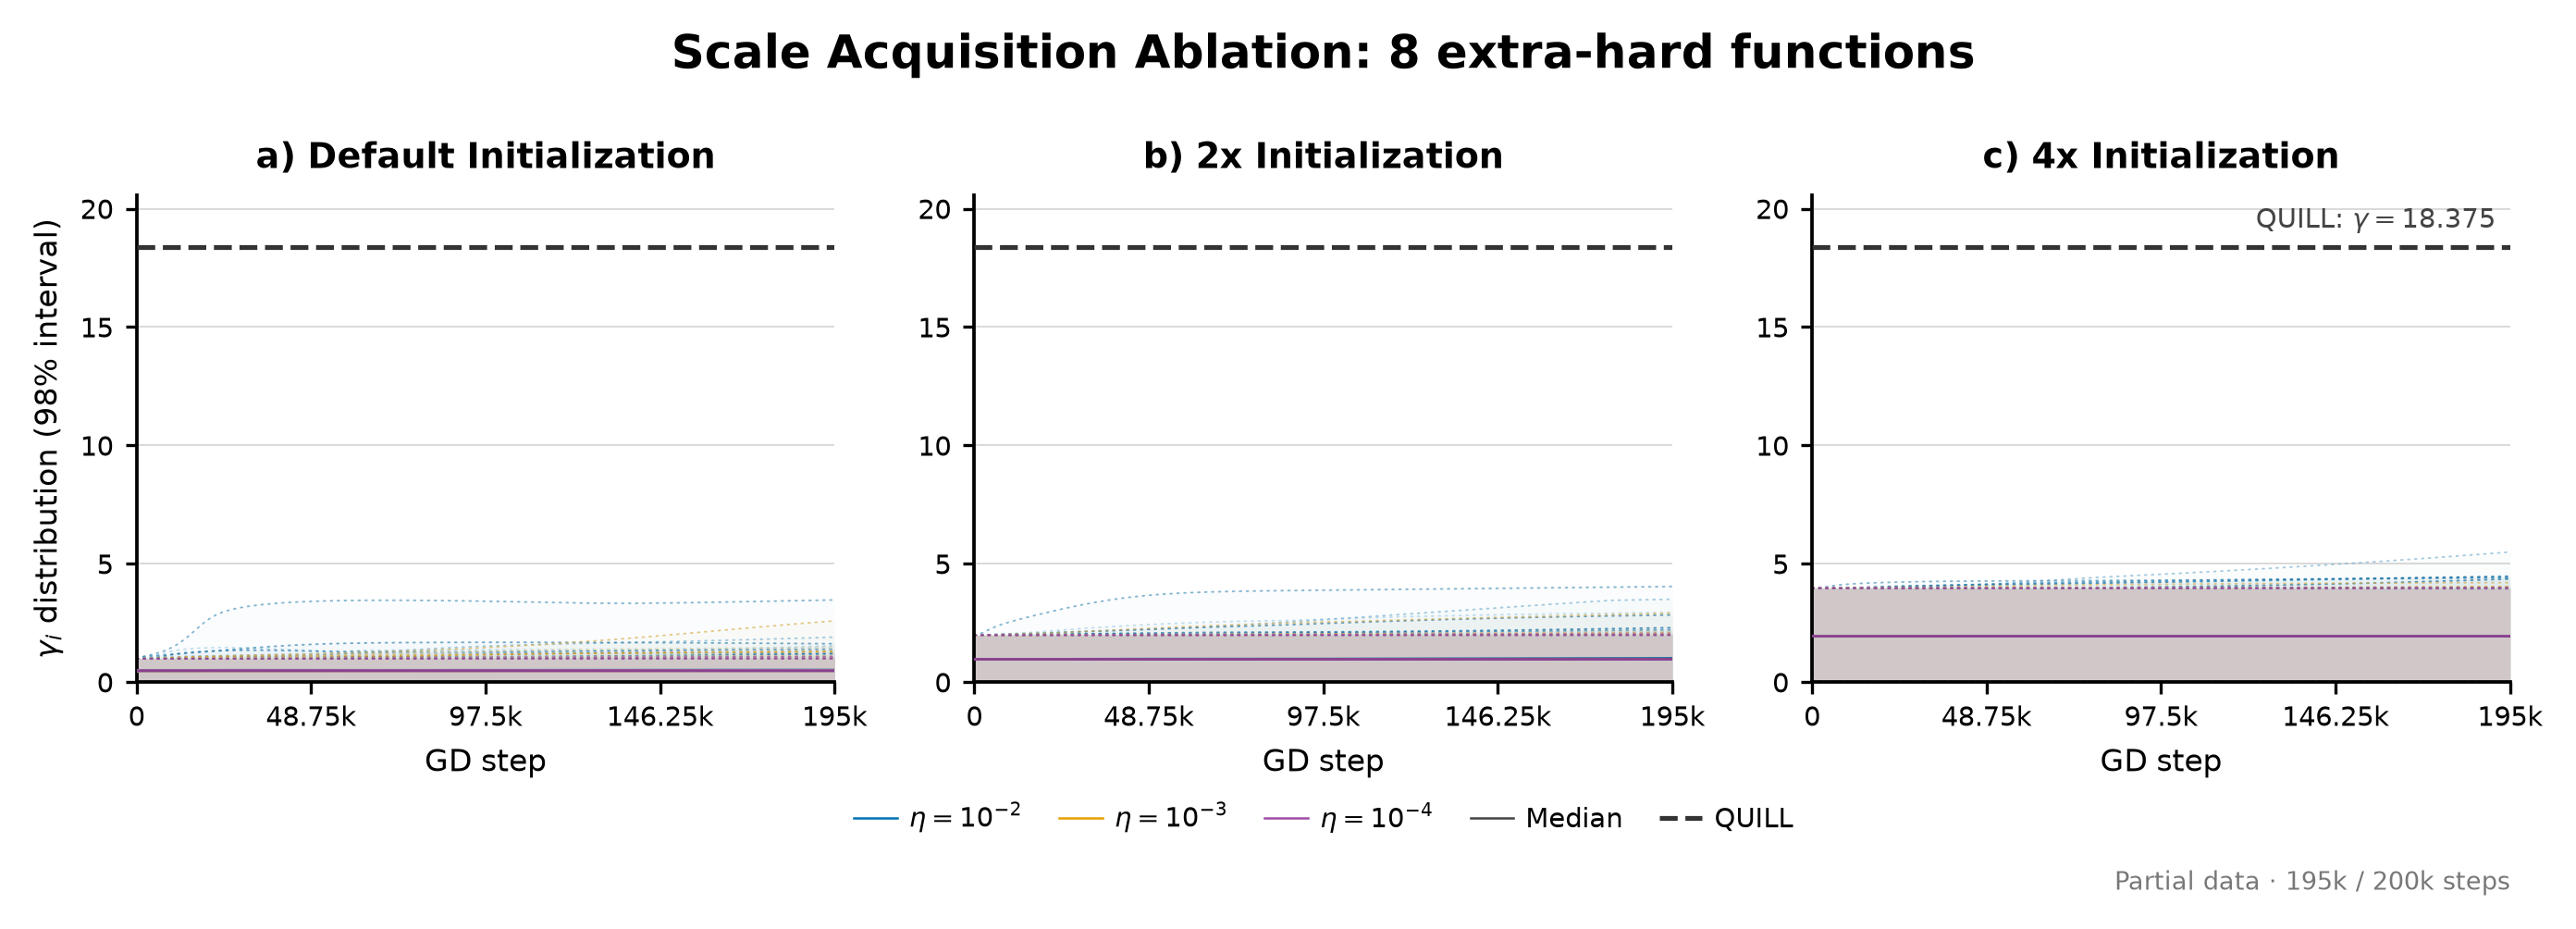 Scale Acquisition Ablation: 8 extra-hard functions
a) Default Initialization
b) 2x Initialization
c) 4x Initialization
γᵢ distribution (98% interval)
20
15
10
5
0
0
48.75k
97.5k
146.25k
195k
GD step
20
15
10
5
0
0
48.75k
97.5k
146.25k
195k
GD step
QUILL: γ = 18.375
20
15
10
5
0
0
48.75k
97.5k
146.25k
195k
GD step
η = 10⁻²
η = 10⁻³
η = 10⁻⁴
Median
QUILL
Partial data · 195k / 200k steps